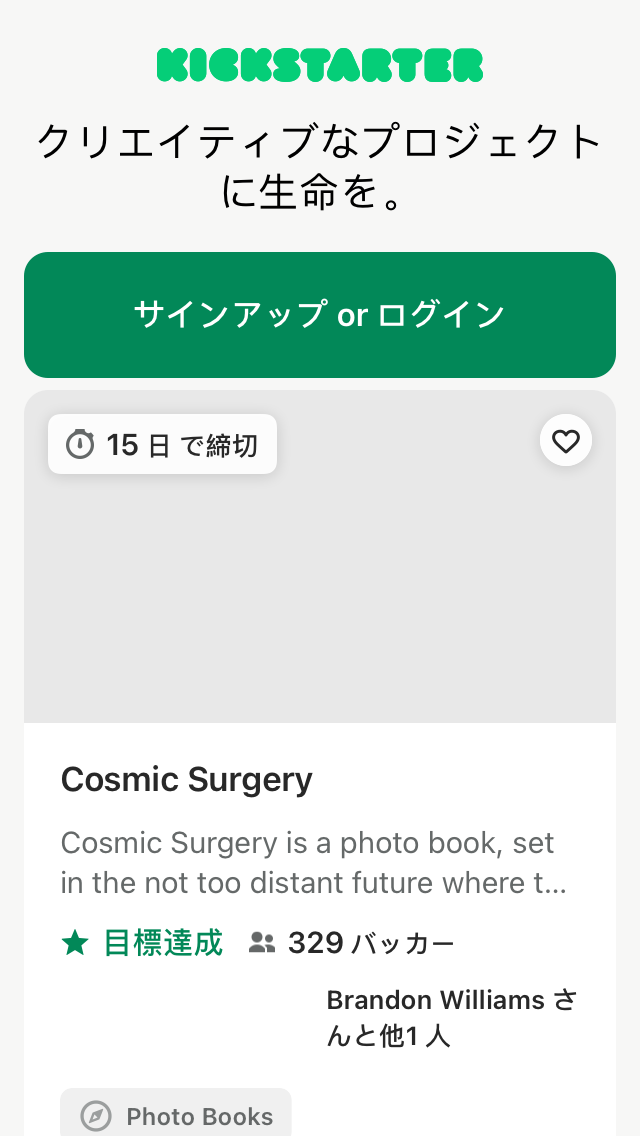 KICKSTARTER
クリエイティブなプロジェクト
に生命を。
サインアップ or ログイン
15 日 で締切
Cosmic Surgery
Cosmic Surgery is a photo book, set
in the not too distant future where t...
目標達成 329 バッカー
Brandon Williams さ
んと他1 人
Photo Books